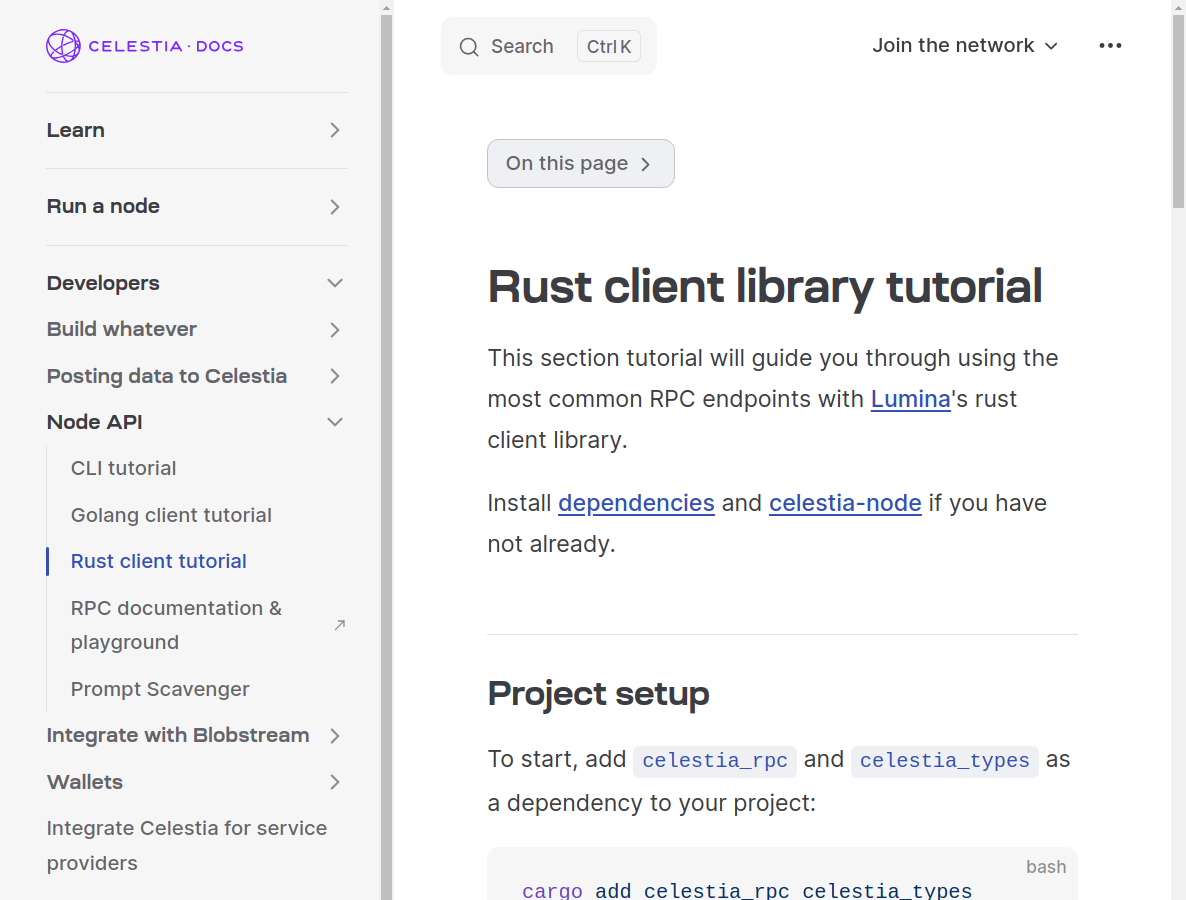 CELESTIA · DOCS
Learn
Run a node
Developers
Build whatever
Posting data to Celestia
Node API
CLI tutorial
Golang client tutorial
Rust client tutorial
RPC documentation &
playground
Prompt Scavenger
Integrate with Blobstream
Wallets
Integrate Celestia for service
providers
Search Ctrl K
Join the network
On this page
Rust client library tutorial
This section tutorial will guide you through using the
most common RPC endpoints with Lumina's rust
client library.
Install dependencies and celestia-node if you have
not already.
Project setup
To start, add celestia_rpc and celestia_types as
a dependency to your project:
bash
cargo add celestia_rpc celestia_types